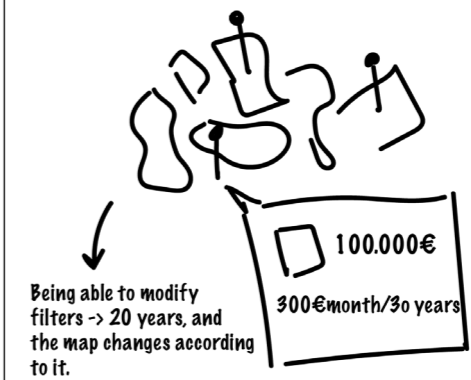 100.000€
300€month/30 years
Being able to modify
filters -> 20 years, and
the map changes according
to it.